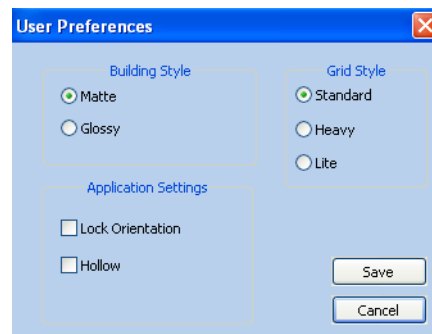 User Preferences
Building Style
Matte
Glossy
Grid Style
Standard
Heavy
Lite
Application Settings
Lock Orientation
Hollow
Save
Cancel